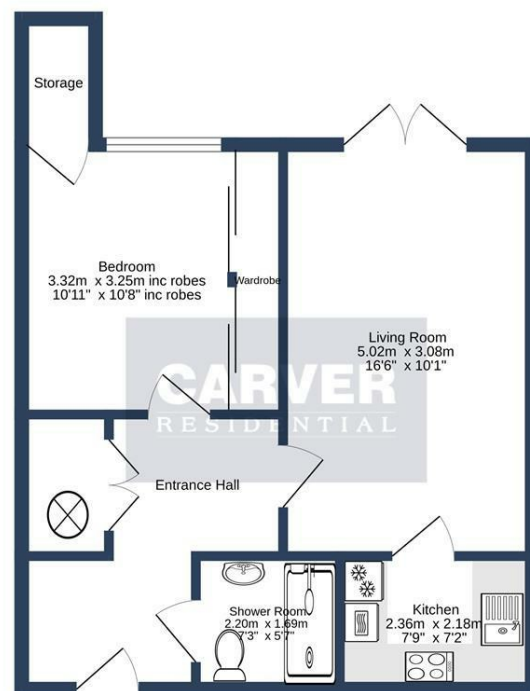 Storage
Bedroom
3.32m x 3.25m inc robes
10'11" x 10'8" inc robes
Wardrobe
Living Room
5.02m x 3.08m
16'6" x 10'1"
CARVER
RESIDENTIAL
Entrance Hall
Shower Room
2.20m x 1.69m
7'3" x 5'7"
Kitchen
2.36m x 2.18m
7'9" x 7'2"